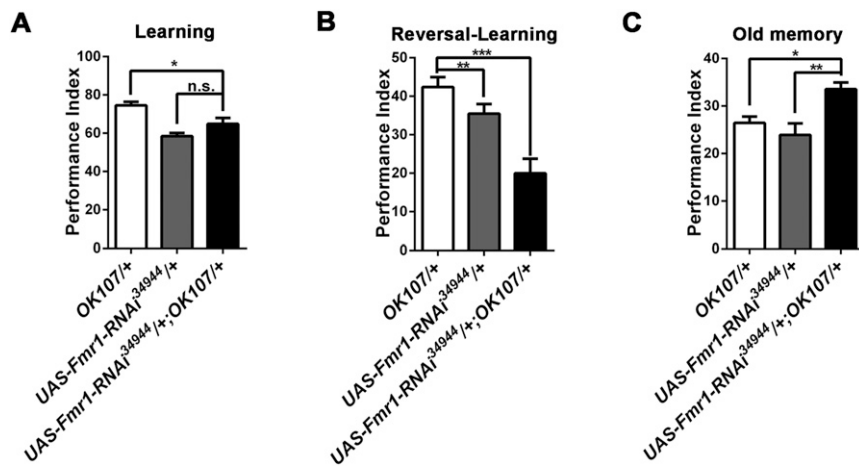 A
Learning
Performance Index
100
80
60
40
20
0
*
n.s.
OK107/+
UAS-Fmr1-RNAi34944/+
UAS-Fmr1-RNAi34944/+;OK107/+
B
Reversal-Learning
Performance Index
50
40
30
20
10
0
***
**
OK107/+
UAS-Fmr1-RNAi34944/+
UAS-Fmr1-RNAi34944/+;OK107/+
C
Old memory
Performance Index
40
30
20
10
0
*
**
OK107/+
UAS-Fmr1-RNAi34944/+
UAS-Fmr1-RNAi34944/+;OK107/+